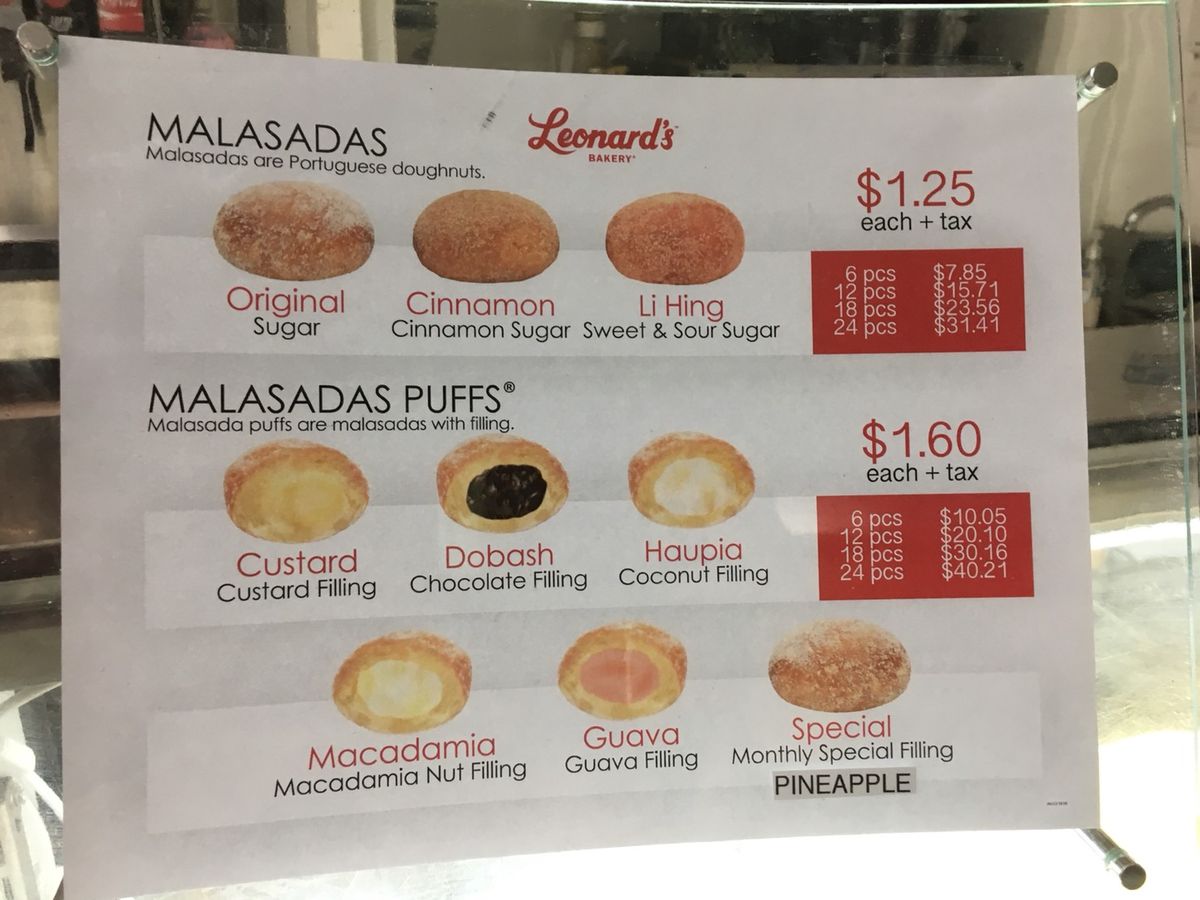 MALASADAS
Malasadas are Portuguese doughnuts.
Leonard's™
BAKERY®
$1.25
each + tax
Original
Sugar
Cinnamon
Cinnamon Sugar
Li Hing
Sweet & Sour Sugar
6 pcs $7.85
12 pcs $15.71
18 pcs $23.56
24 pcs $31.41
MALASADAS PUFFS®
Malasada puffs are malasadas with filling.
$1.60
each + tax
Custard
Custard Filling
Dobash
Chocolate Filling
Haupia
Coconut Filling
6 pcs $10.05
12 pcs $20.10
18 pcs $30.16
24 pcs $40.21
Macadamia
Macadamia Nut Filling
Guava
Guava Filling
Special
Monthly Special Filling
PINEAPPLE